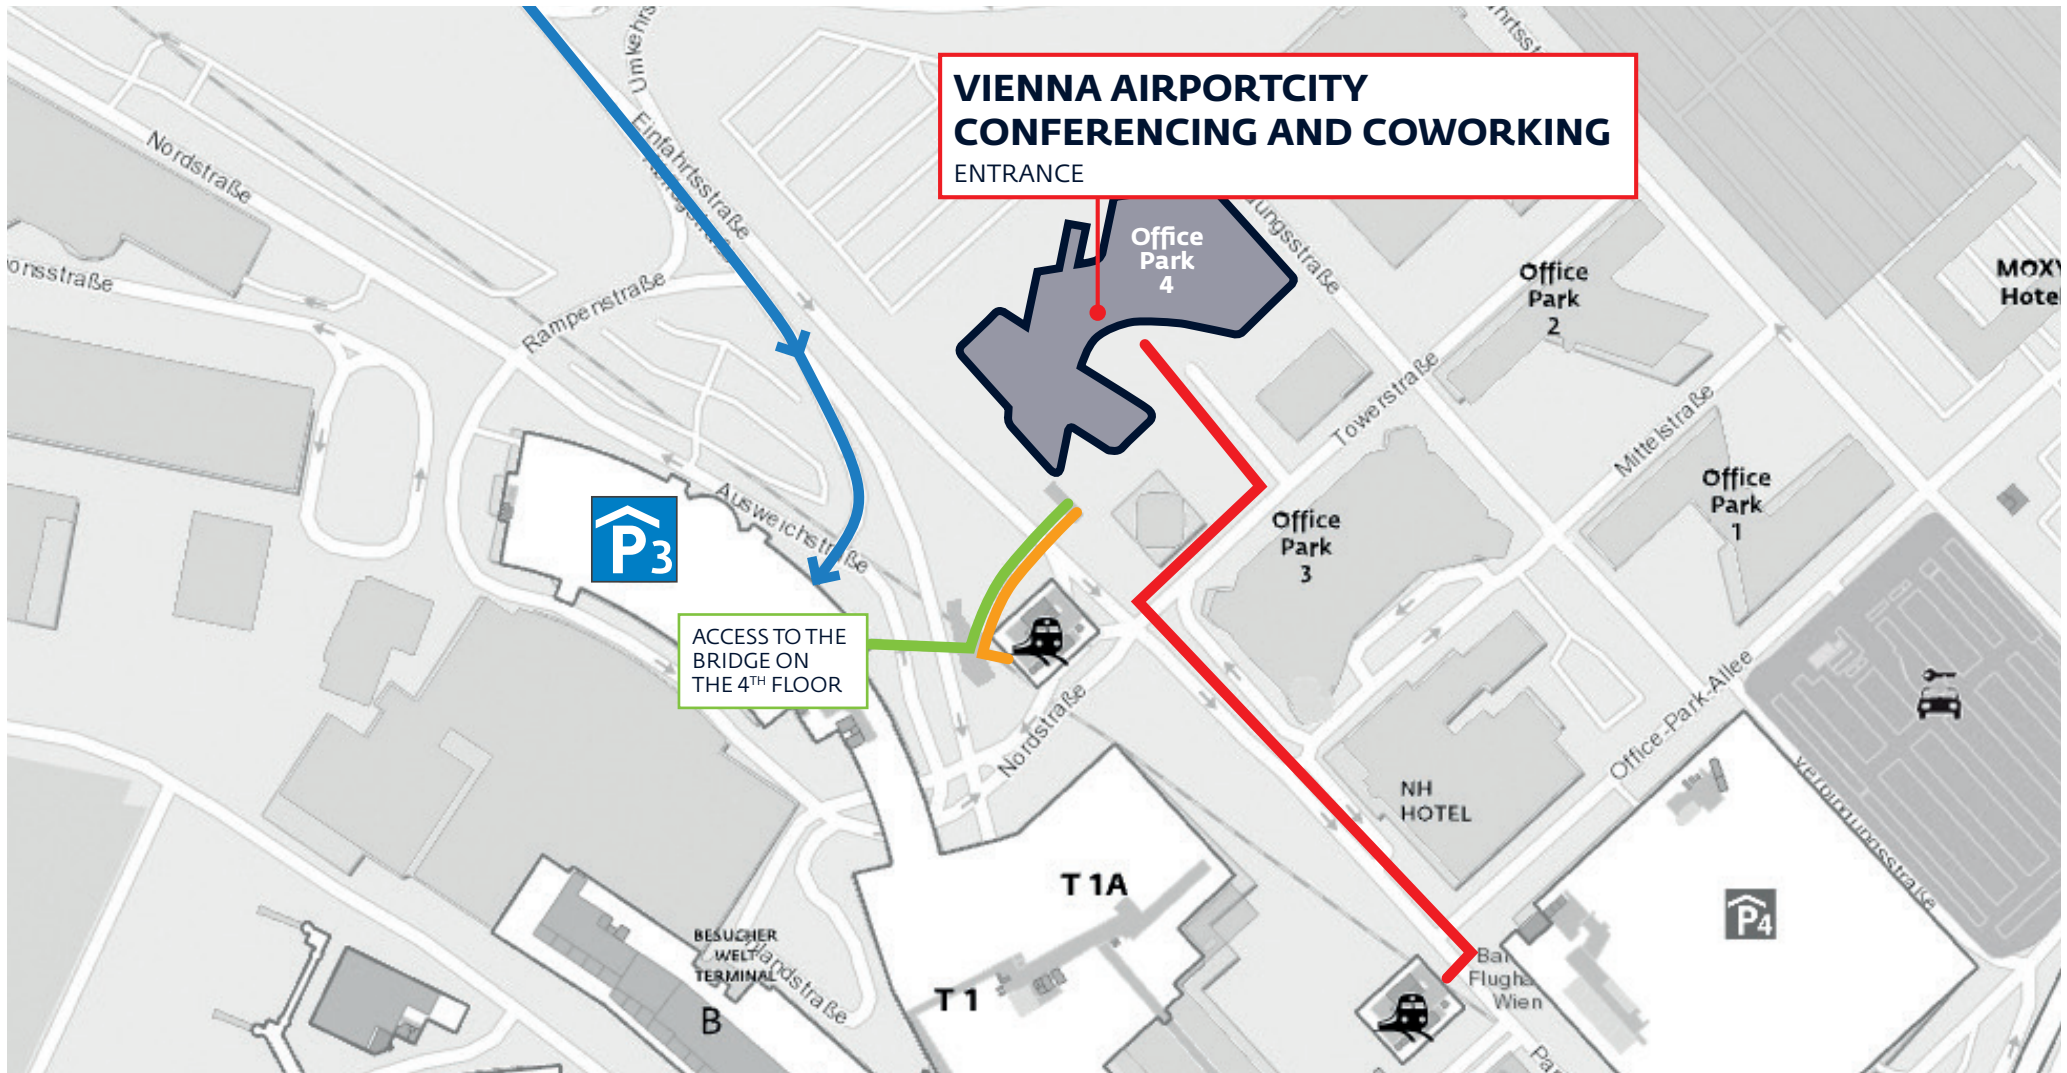 VIENNA AIRPORTCITY
CONFERENCING AND COWORKING
ENTRANCE
Nordstraße
Einfahrtsstraße
Rampenstraße
Office
Park
4
Office
Park
2
MOXY
Hotel
Towerstraße
Mittelstraße
P3
Ausweichstraße
Office
Park
3
Office
Park
1
ACCESS TO THE
BRIDGE ON
THE 4TH FLOOR
Nordstraße
Office-Park-Allee
NH
HOTEL
T 1A
P4
BESUCHER
WELT
TERMINAL
T 1
B
Flugha
Wien